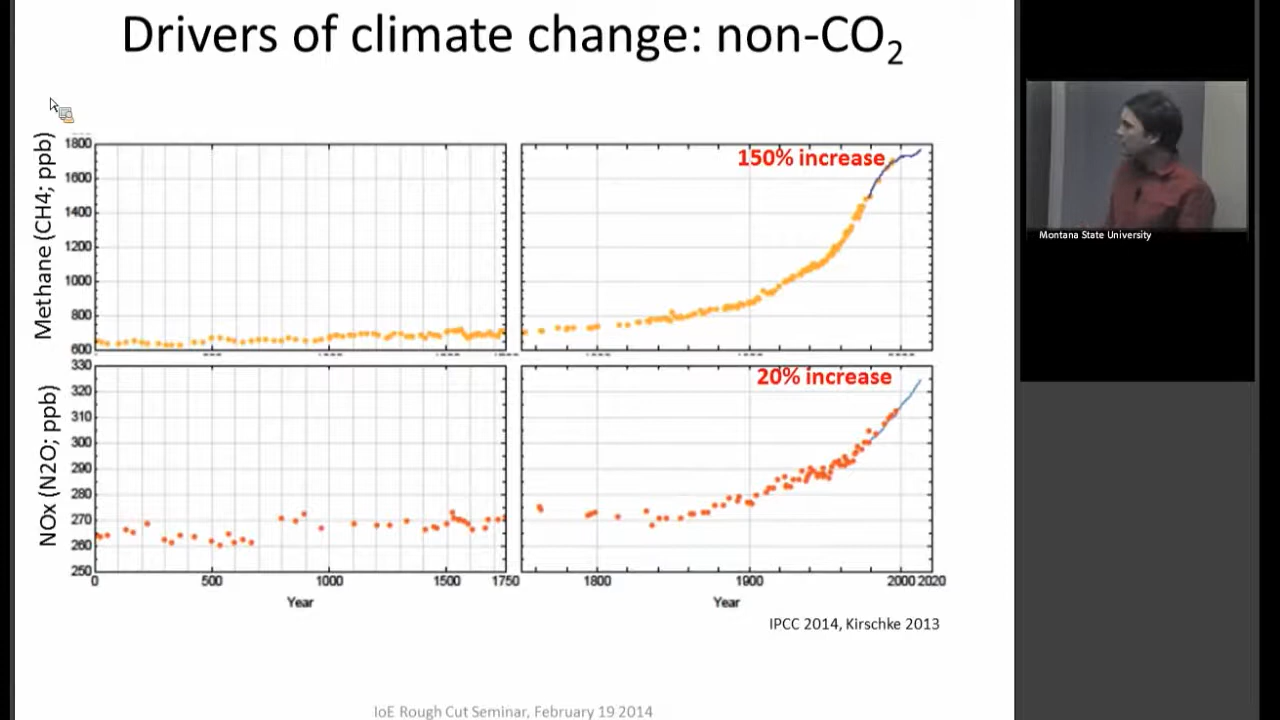 Drivers of climate change: non-CO2
Methane (CH4; ppb)
1800
1600
1400
1200
1000
800
600
150% increase
NOx (N2O; ppb)
330
320
310
300
290
280
270
260
250
20% increase
0 500 1000 1500 1750 1800 1900 2000 2020
Year Year
IPCC 2014, Kirschke 2013
IoE Rough Cut Seminar, February 19 2014
Montana State University